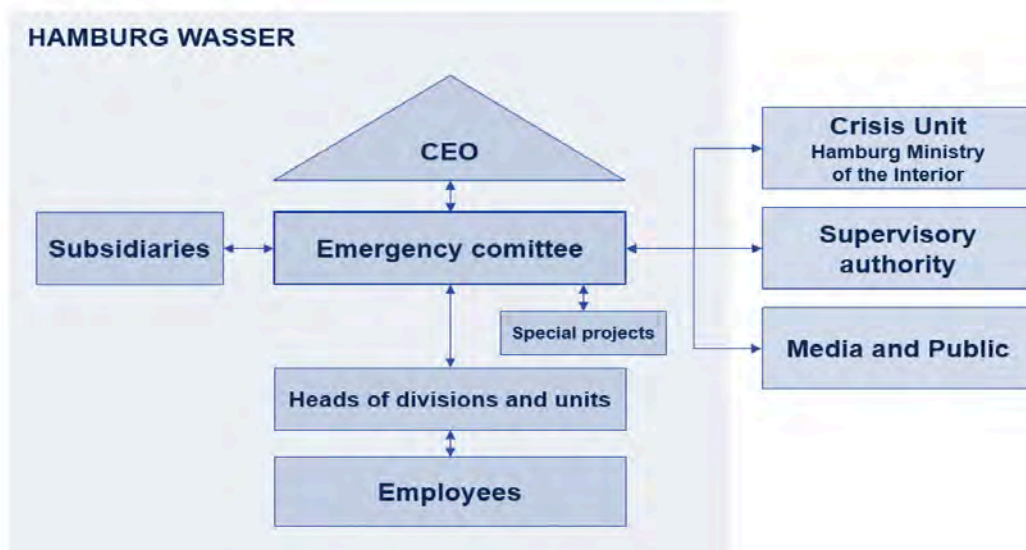 HAMBURG WASSER
CEO
Subsidiaries
Emergency comittee
Special projects
Heads of divisions and units
Employees
Crisis Unit
Hamburg Ministry
of the Interior
Supervisory
authority
Media and Public